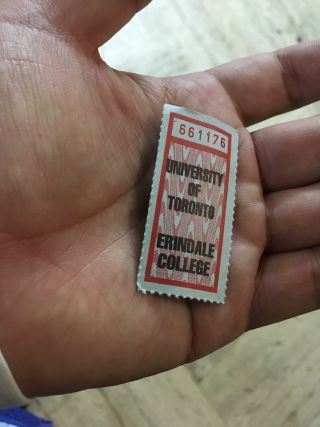 661176
UNIVERSITY
OF
TORONTO
ERINDALE
COLLEGE